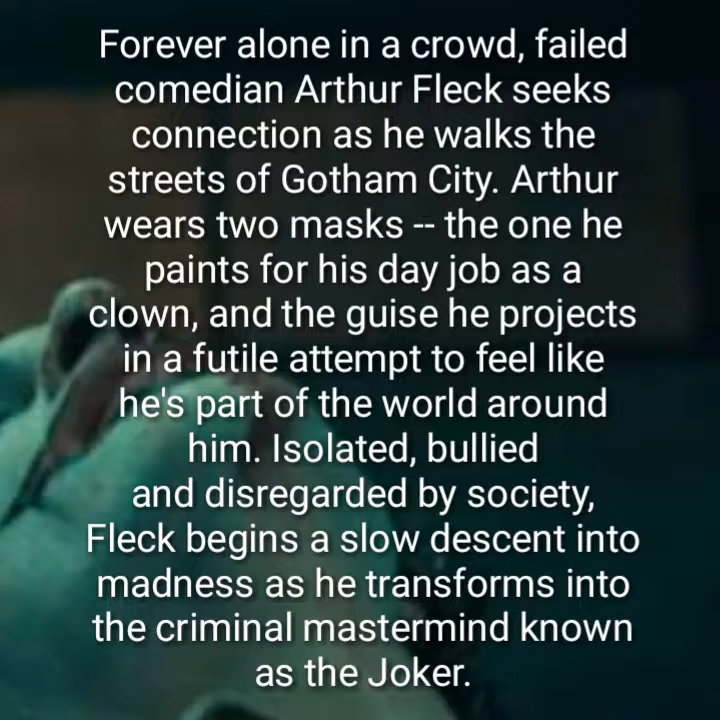 Forever alone in a crowd, failed
comedian Arthur Fleck seeks
connection as he walks the
streets of Gotham City. Arthur
wears two masks -- the one he
paints for his day job as a
clown, and the guise he projects
in a futile attempt to feel like
he's part of the world around
him. Isolated, bullied
and disregarded by society,
Fleck begins a slow descent into
madness as he transforms into
the criminal mastermind known
as the Joker.